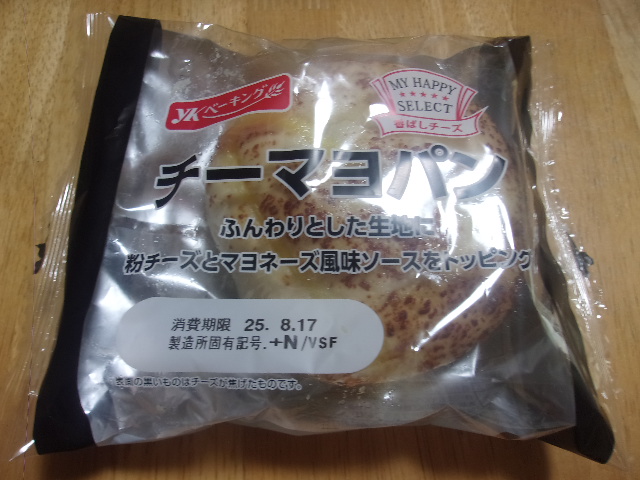 YKベーキング
MY HAPPY
SELECT
香ばしチーズ
チーマヨパン
ふんわりとした生地に
粉チーズとマヨネーズ風味ソースをトッピング
消費期限 25. 8.17
製造所固有記号.+N/VSF
表面の黒いものはチーズが焦げたものです。